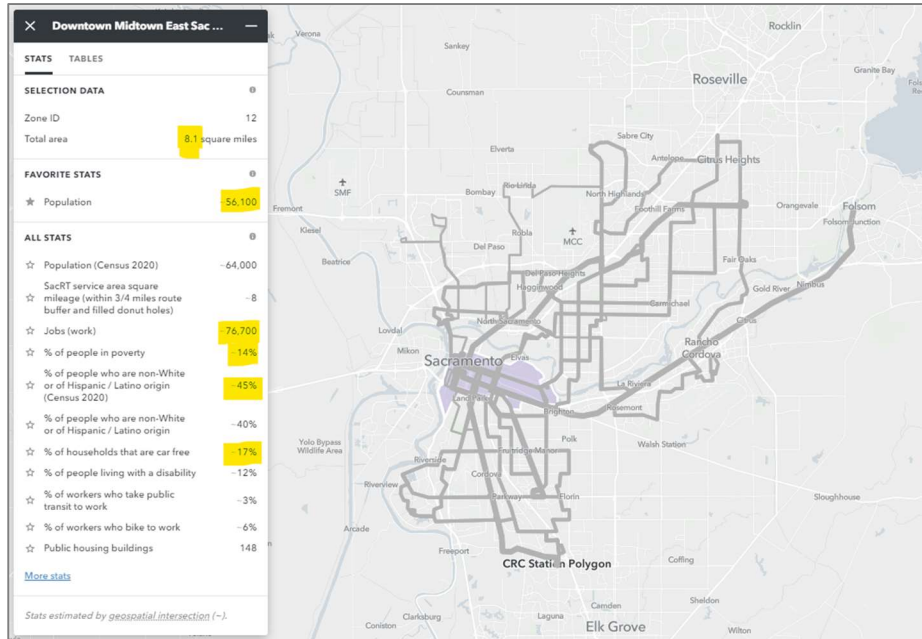 Downtown Midtown East Sac ...
STATS TABLES
SELECTION DATA
Zone ID 12
Total area 8.1 square miles
FAVORITE STATS
Population ~56,100
ALL STATS
Population (Census 2020) ~64,000
SacRT service area square
mileage (within 3/4 miles route
buffer and filled donut holes) ~8
Jobs (work) ~76,700
% of people in poverty ~14%
% of people who are non-White
or of Hispanic / Latino origin
(Census 2020) ~45%
% of people who are non-White
or of Hispanic / Latino origin ~40%
% of households that are car free ~17%
% of people living with a disability ~12%
% of workers who take public
transit to work ~3%
% of workers who bike to work ~6%
Public housing buildings 148
More stats
Stats estimated by geospatial intersection (~).
Verona
Sankey
Rocklin
Roseville
Granite Bay
Counsman
Sabre City
Elverta
Antelope
Citrus Heights
SMF
Bombay
Rio Linda
North Highlands
Orangevale
Folsom
Fremont
Foothill Farms
Folsom Junction
Kiesel
Robla
MCC
Del Paso
Fair Oaks
Beatrice
Del Paso Heights
Nimbus
Hagginwood
Gold River
Carmichael
Lovdal
North Sacramento
Citrus
Mikon
Elvas
Rancho
Cordova
Sacramento
La Riviera
Land Park
Brighton
Rosemont
Polk
Walsh Station
Yolo Bypass
Wildlife Area
Riverside
Fruitridge Manor
Riverview
Parkway
Florin
Sloughhouse
Arcade
Freeport
CRC Station Polygon
Coffing
Camden
Sheldon
Clarksburg
Laguna
Elk Grove
Coniston
Wilton